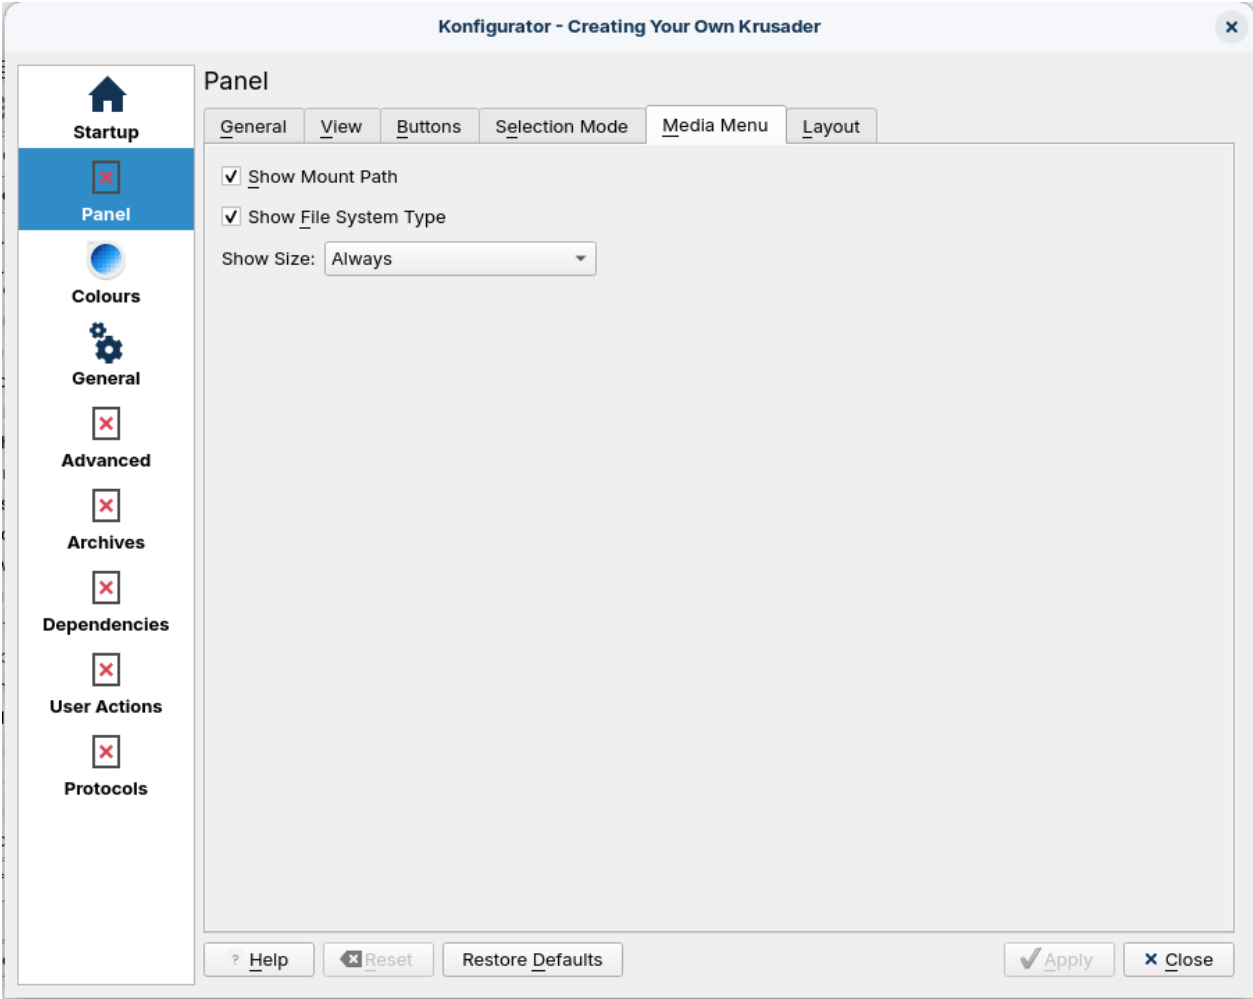 Konfigurator - Creating Your Own Krusader
Startup
Panel
Colours
General
Advanced
Archives
Dependencies
User Actions
Protocols
Panel
General View Buttons Selection Mode Media Menu Layout
Show Mount Path
Show File System Type
Show Size: Always
? Help Reset Restore Defaults Apply Close